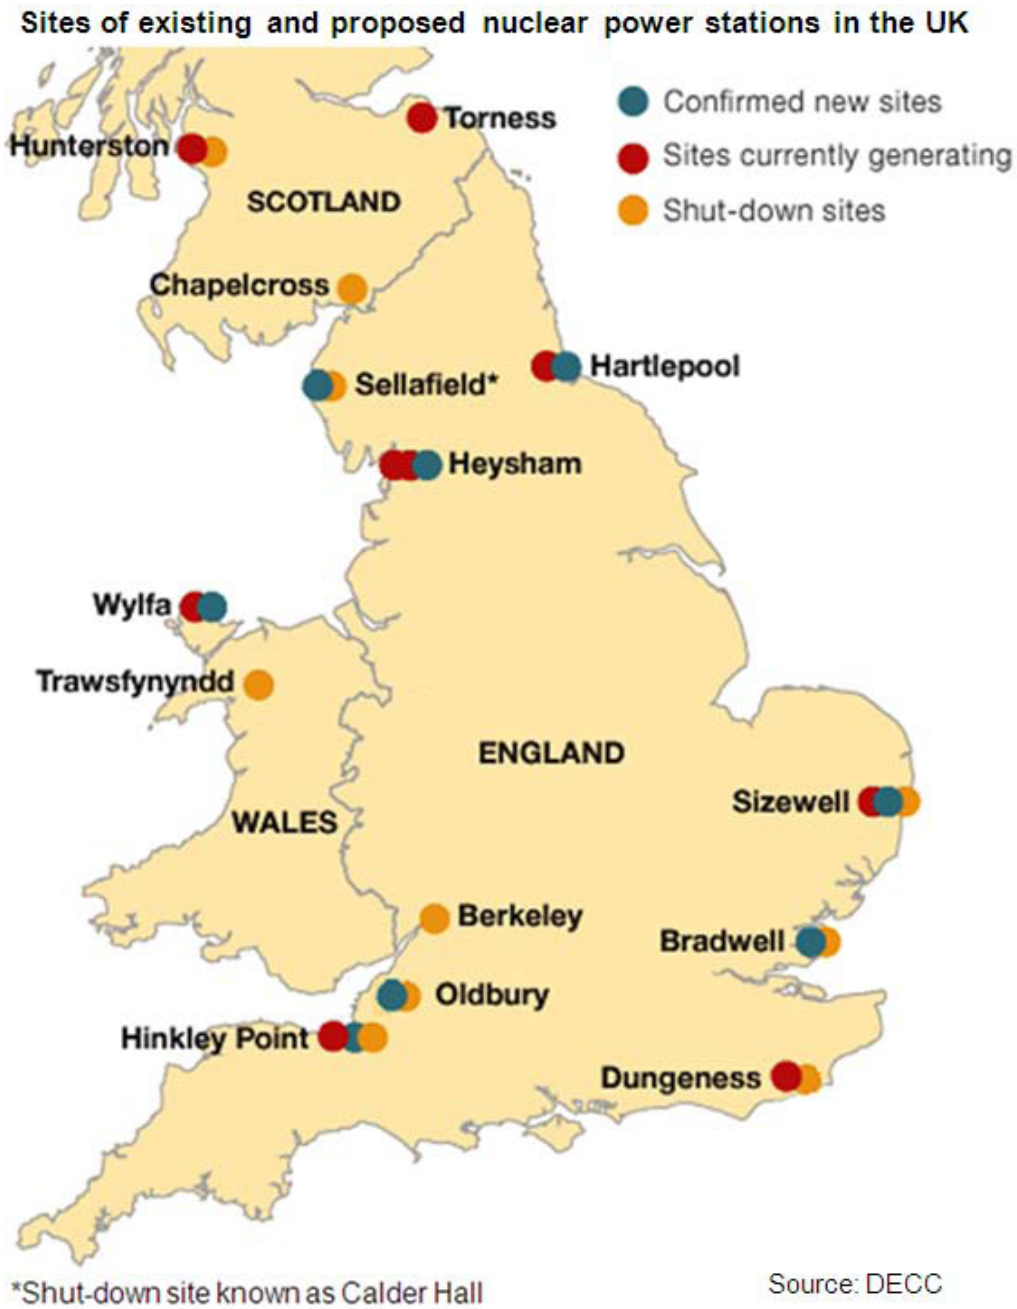 Sites of existing and proposed nuclear power stations in the UK
Confirmed new sites
Sites currently generating
Shut-down sites
Torness
Hunterston
SCOTLAND
Chapelcross
Hartlepool
Sellafield*
Heysham
Wylfa
Trawsfynyndd
ENGLAND
Sizewell
WALES
Berkeley
Bradwell
Oldbury
Hinkley Point
Dungeness
*Shut-down site known as Calder Hall
Source: DECC